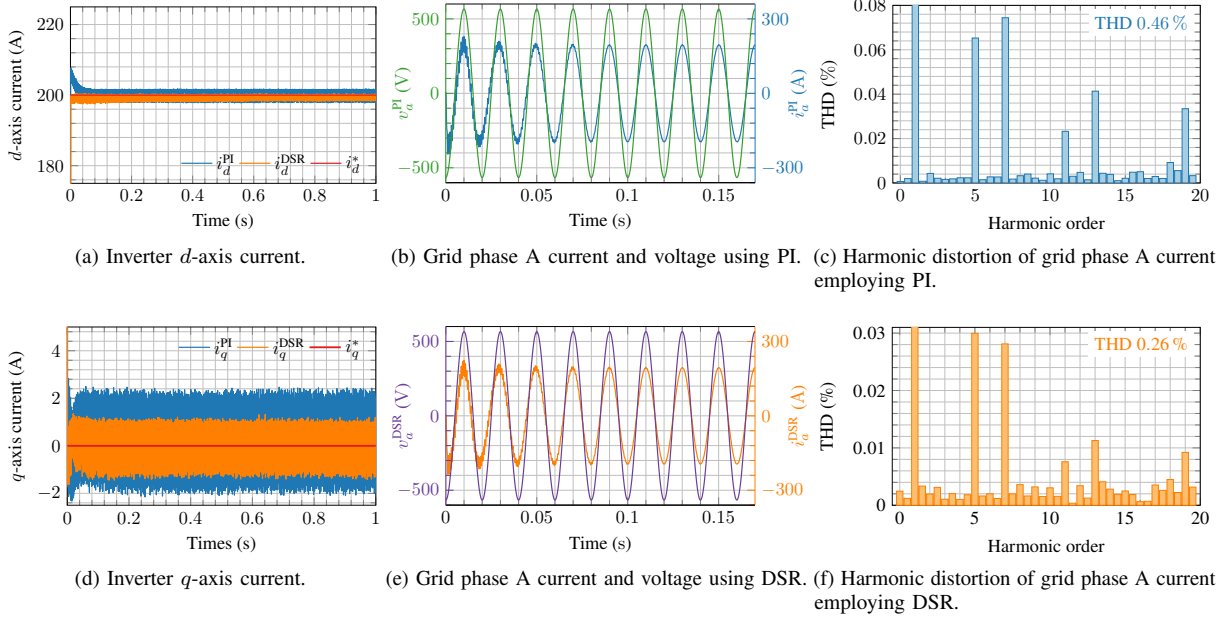 220
200
180
0
0.2
0.4
0.6
0.8
1
Time (s)
d-axis current (A)
i_d^PI
i_d^DSR
i_d^*
(a) Inverter d-axis current.
500
0
−500
300
0
−300
0
0.05
0.1
0.15
Time (s)
v_a^PI (V)
i_a^PI (A)
(b) Grid phase A current and voltage using PI.
0.08
0.06
0.04
0.02
0
0
5
10
15
20
Harmonic order
THD (%)
THD 0.46 %
(c) Harmonic distortion of grid phase A current
employing PI.
4
2
0
−2
0
0.2
0.4
0.6
0.8
1
Times (s)
q-axis current (A)
i_q^PI
i_q^DSR
i_q^*
(d) Inverter q-axis current.
500
0
−500
300
0
−300
0
0.05
0.1
0.15
Time (s)
v_a^DSR (V)
i_a^DSR (A)
(e) Grid phase A current and voltage using DSR.
0.03
0.02
0.01
0
0
5
10
15
20
Harmonic order
THD (%)
THD 0.26 %
(f) Harmonic distortion of grid phase A current
employing DSR.